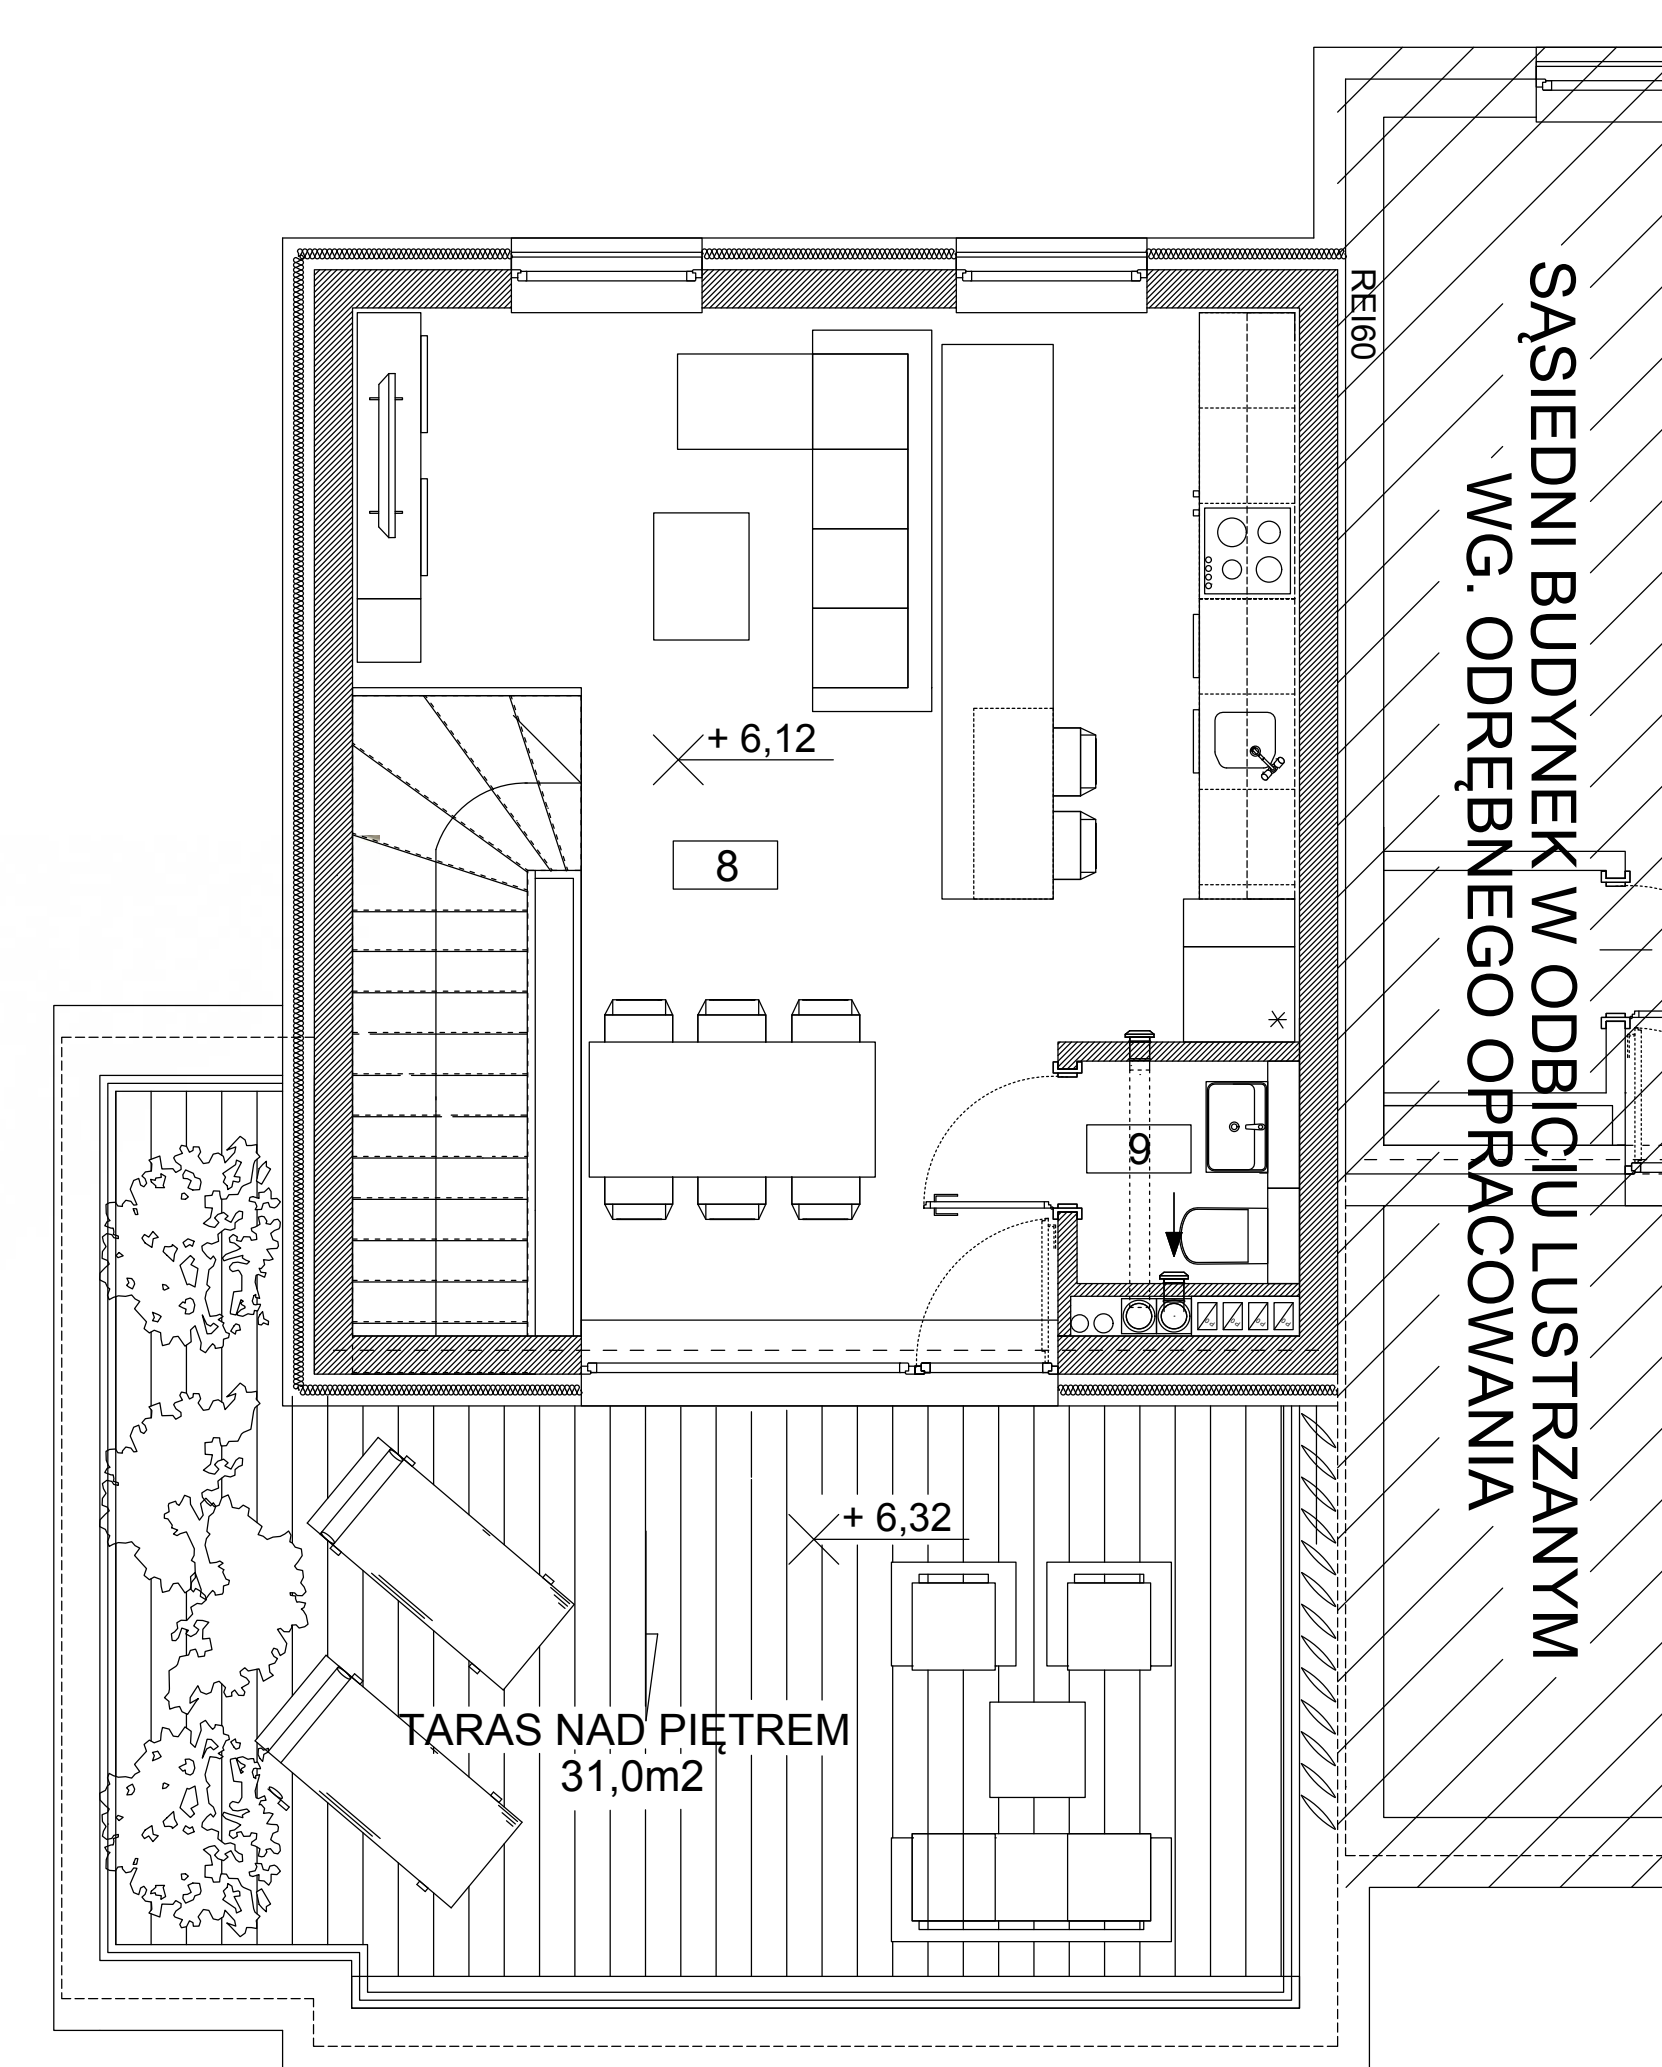 REI60
SĄSIEDNI BUDYNEK W ODBICIU LUSTRZANYM
WG. ODRĘBNEGO OPRACOWANIA
+ 6,12
8
9
+ 6,32
TARAS NAD PIĘTREM
31,0m2